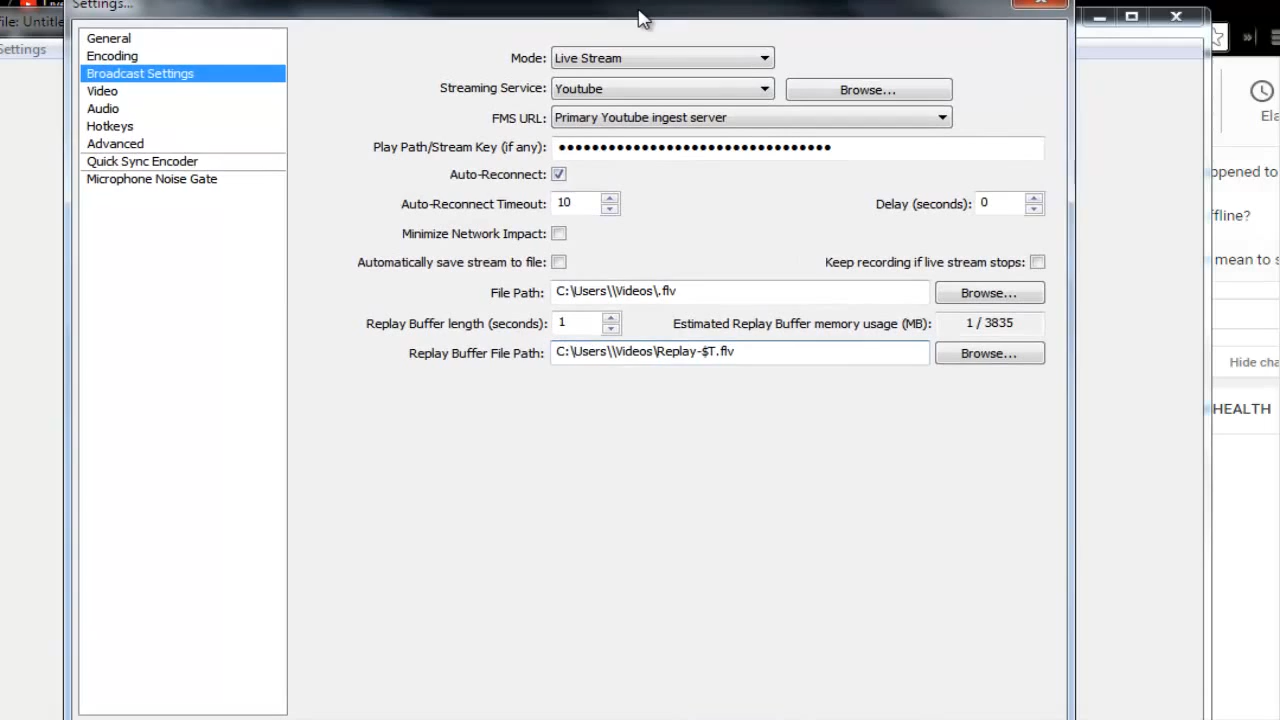 Settings...
file: Untitle
Settings
General
Encoding
Broadcast Settings
Video
Audio
Hotkeys
Advanced
Quick Sync Encoder
Microphone Noise Gate
Mode: Live Stream
Streaming Service: Youtube Browse...
FMS URL: Primary Youtube ingest server
Play Path/Stream Key (if any): ●●●●●●●●●●●●●●●●●●●●●●●●●●●●●●●●●
Auto-Reconnect:
Auto-Reconnect Timeout: 10 Delay (seconds): 0
Minimize Network Impact:
Automatically save stream to file: Keep recording if live stream stops:
File Path: C:\Users\\Videos\.flv Browse...
Replay Buffer length (seconds): 1 Estimated Replay Buffer memory usage (MB): 1 / 3835
Replay Buffer File Path: C:\Users\\Videos\Replay-$T.flv Browse...
»
Ela
ppened to
fline?
mean to s
Hide cha
HEALTH